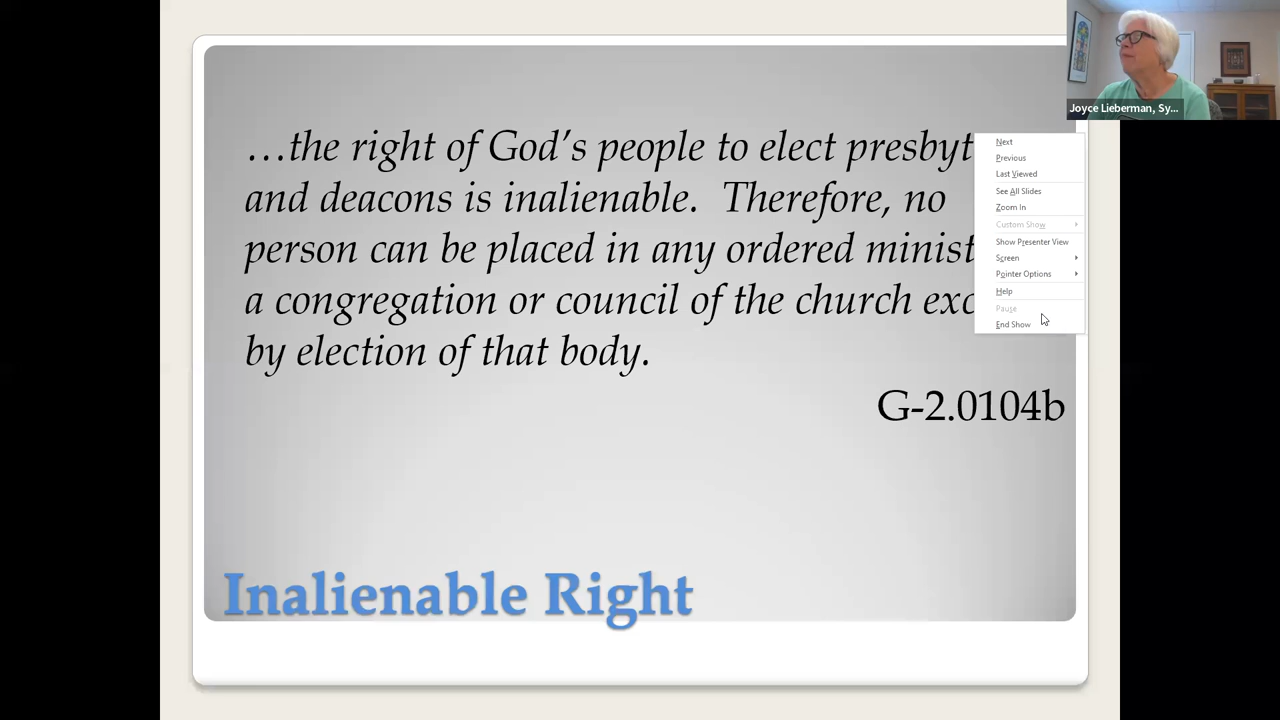 …the right of God's people to elect presbyt
and deacons is inalienable.  Therefore, no
person can be placed in any ordered minist
a congregation or council of the church exc
by election of that body.
G-2.0104b
Inalienable Right
Joyce Lieberman, Sy...
Next
Previous
Last Viewed
See All Slides
Zoom In
Custom Show
Show Presenter View
Screen
Pointer Options
Help
Pause
End Show